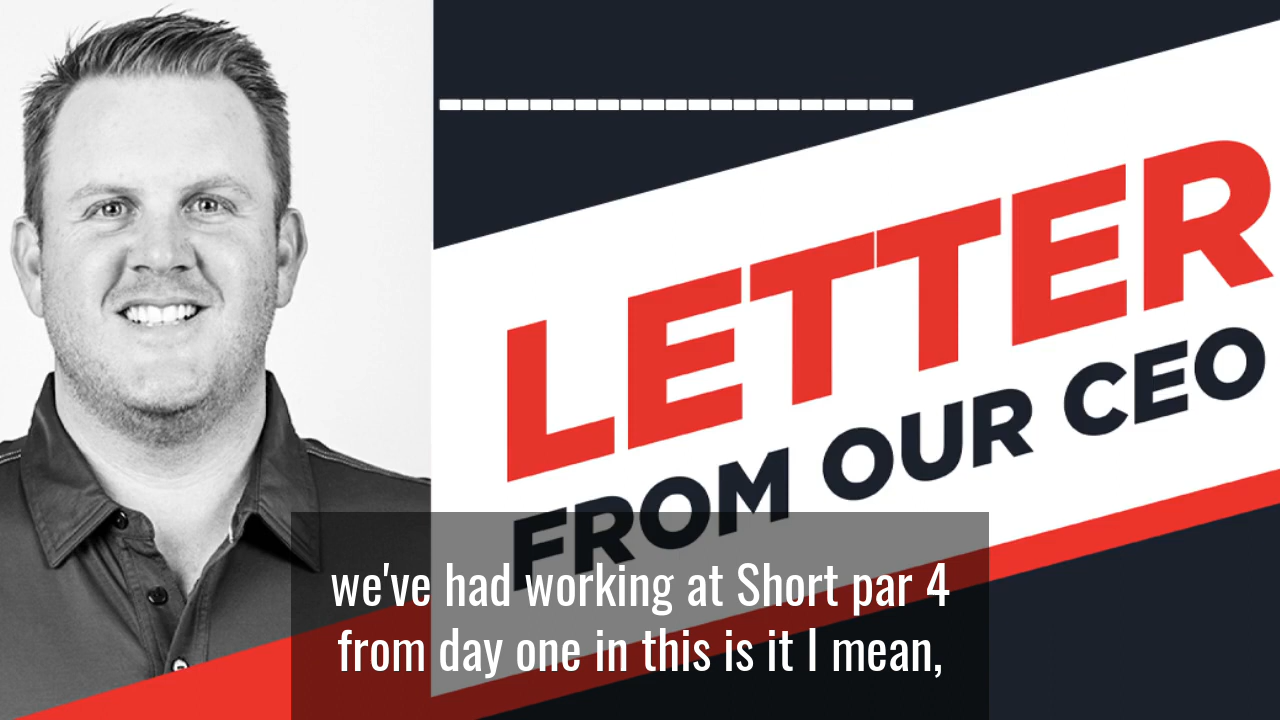 LETTER
FROM OUR CEO
we've had working at Short par 4
from day one in this is it I mean,